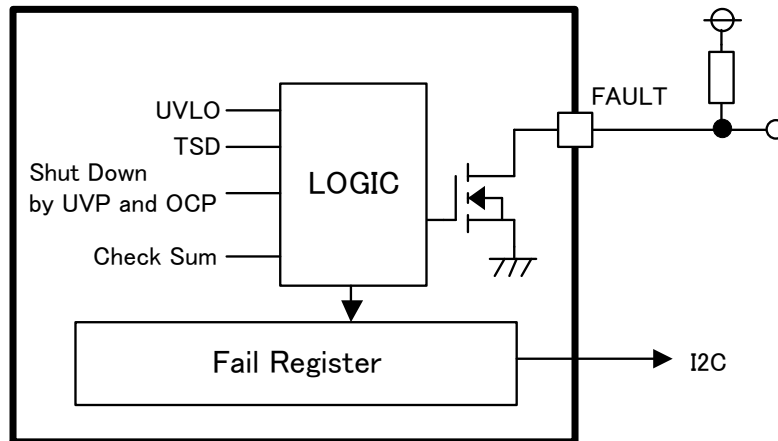 FAULT
UVLO
TSD
Shut Down
by UVP and OCP
LOGIC
Check Sum
Fail Register
I2C